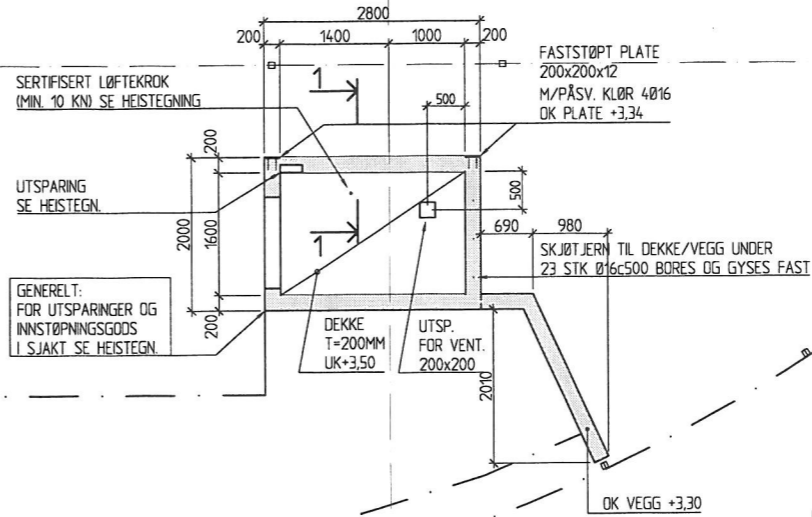 2800
200
1400
1000
200
SERTIFISERT LØFTEKROK
(MIN. 10 KN) SE HEISTEGNING
1
500
FASTSTØPT PLATE
200x200x12
M/PÅSV. KLØR 4Ø16
OK PLATE +3,34
200
UTSPARING
SE HEISTEGN.
2000
1600
500
1
690
980
SKJØTJERN TIL DEKKE/VEGG UNDER
23 STK Ø16c500 BORES OG GYSES FAST
GENERELT:
FOR UTSPARINGER OG
INNSTØPNINGSGODS
I SJAKT SE HEISTEGN.
200
DEKKE
T=200MM
UK+3,50
UTSP.
FOR VENT.
200x200
2010
OK VEGG +3,30